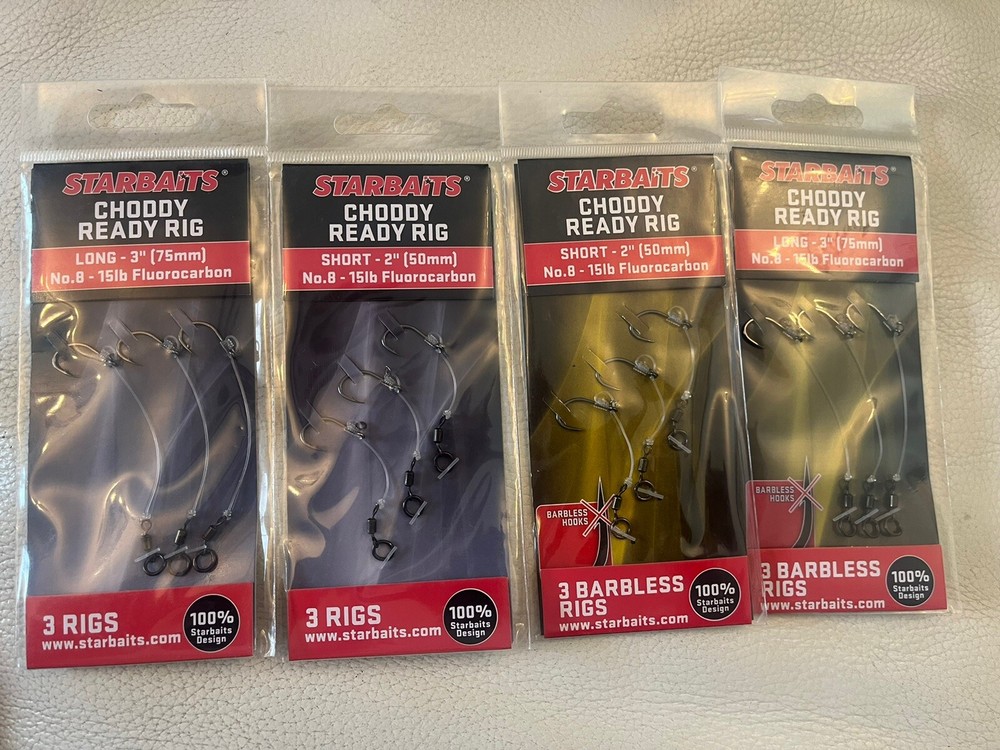 STARBAITS®
CHODDY
READY RIG
LONG - 3" (75mm)
No.8 - 15lb Fluorocarbon
3 RIGS
www.starbaits.com
100%
Starbaits
Design
STARBAITS®
CHODDY
READY RIG
SHORT - 2" (50mm)
No.8 - 15lb Fluorocarbon
3 RIGS
www.starbaits.com
100%
Starbaits
Design
STARBAITS®
CHODDY
READY RIG
SHORT - 2" (50mm)
No.8 - 15lb Fluorocarbon
BARBLESS
HOOKS
3 BARBLESS
RIGS
www.starbaits.com
100%
Starbaits
Design
STARBAITS®
CHODDY
READY RIG
LONG - 3" (75mm)
No.8 - 15lb Fluorocarbon
BARBLESS
HOOKS
3 BARBLESS
RIGS
www.starbaits.com
100%
Starbaits
Design